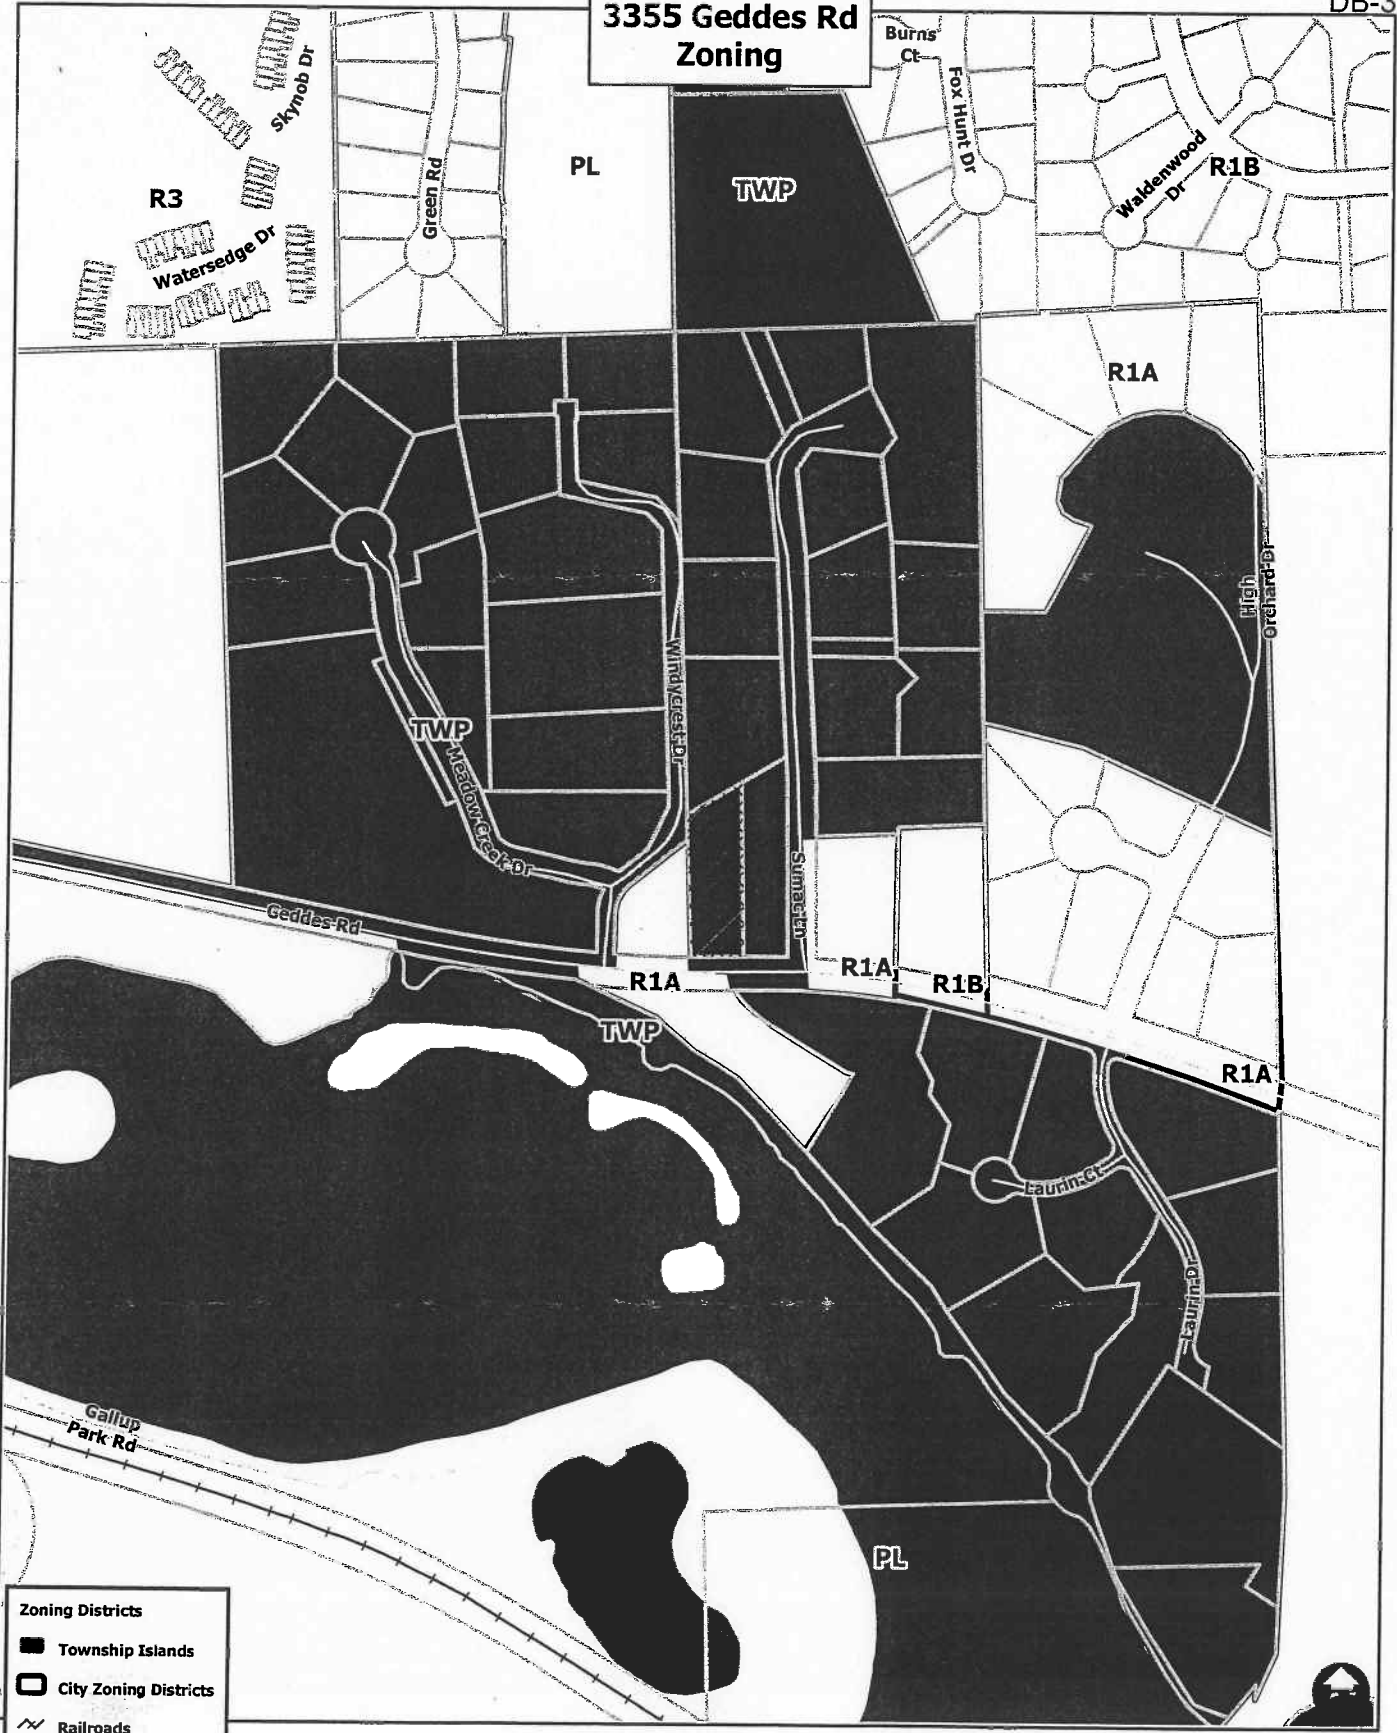 DB-3
3355 Geddes Rd
Zoning
Burns
Ct
Fox Hunt Dr
Skynob Dr
Green Rd
PL
TWP
Waldenwood
Dr
R1B
R3
Watersedge Dr
R1A
High
Orchard Dr
Windycrest Dr
TWP
Meadow Creek Dr
Sumac Ln
Geddes Rd
R1A
R1A
R1B
TWP
R1A
Laurin Ct
Laurin Dr
Gallup
Park Rd
PL
Zoning Districts
Township Islands
City Zoning Districts
Railroads